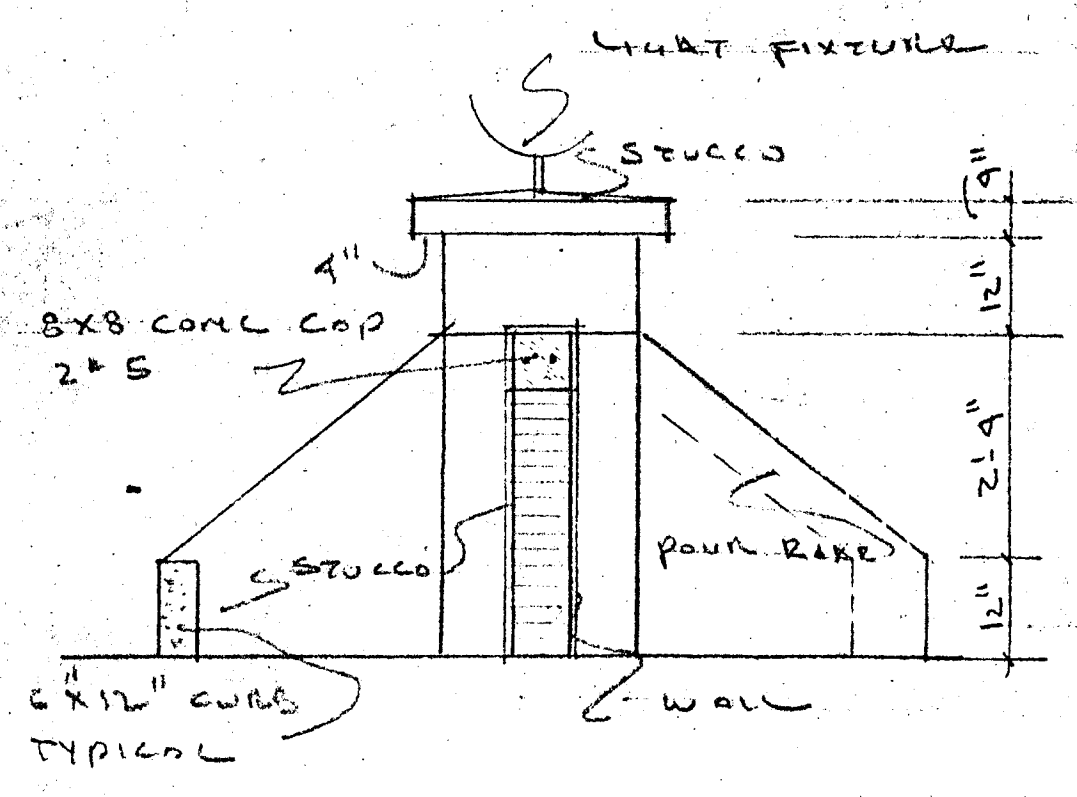 LIGHT FIXTURE
STUCCO
4"
4"
12"
8X8 CONC CAP
2 # 5
2'-4"
STUCCO
POUR RAKE
12"
6"X12" CURB
TYPICAL
WALL